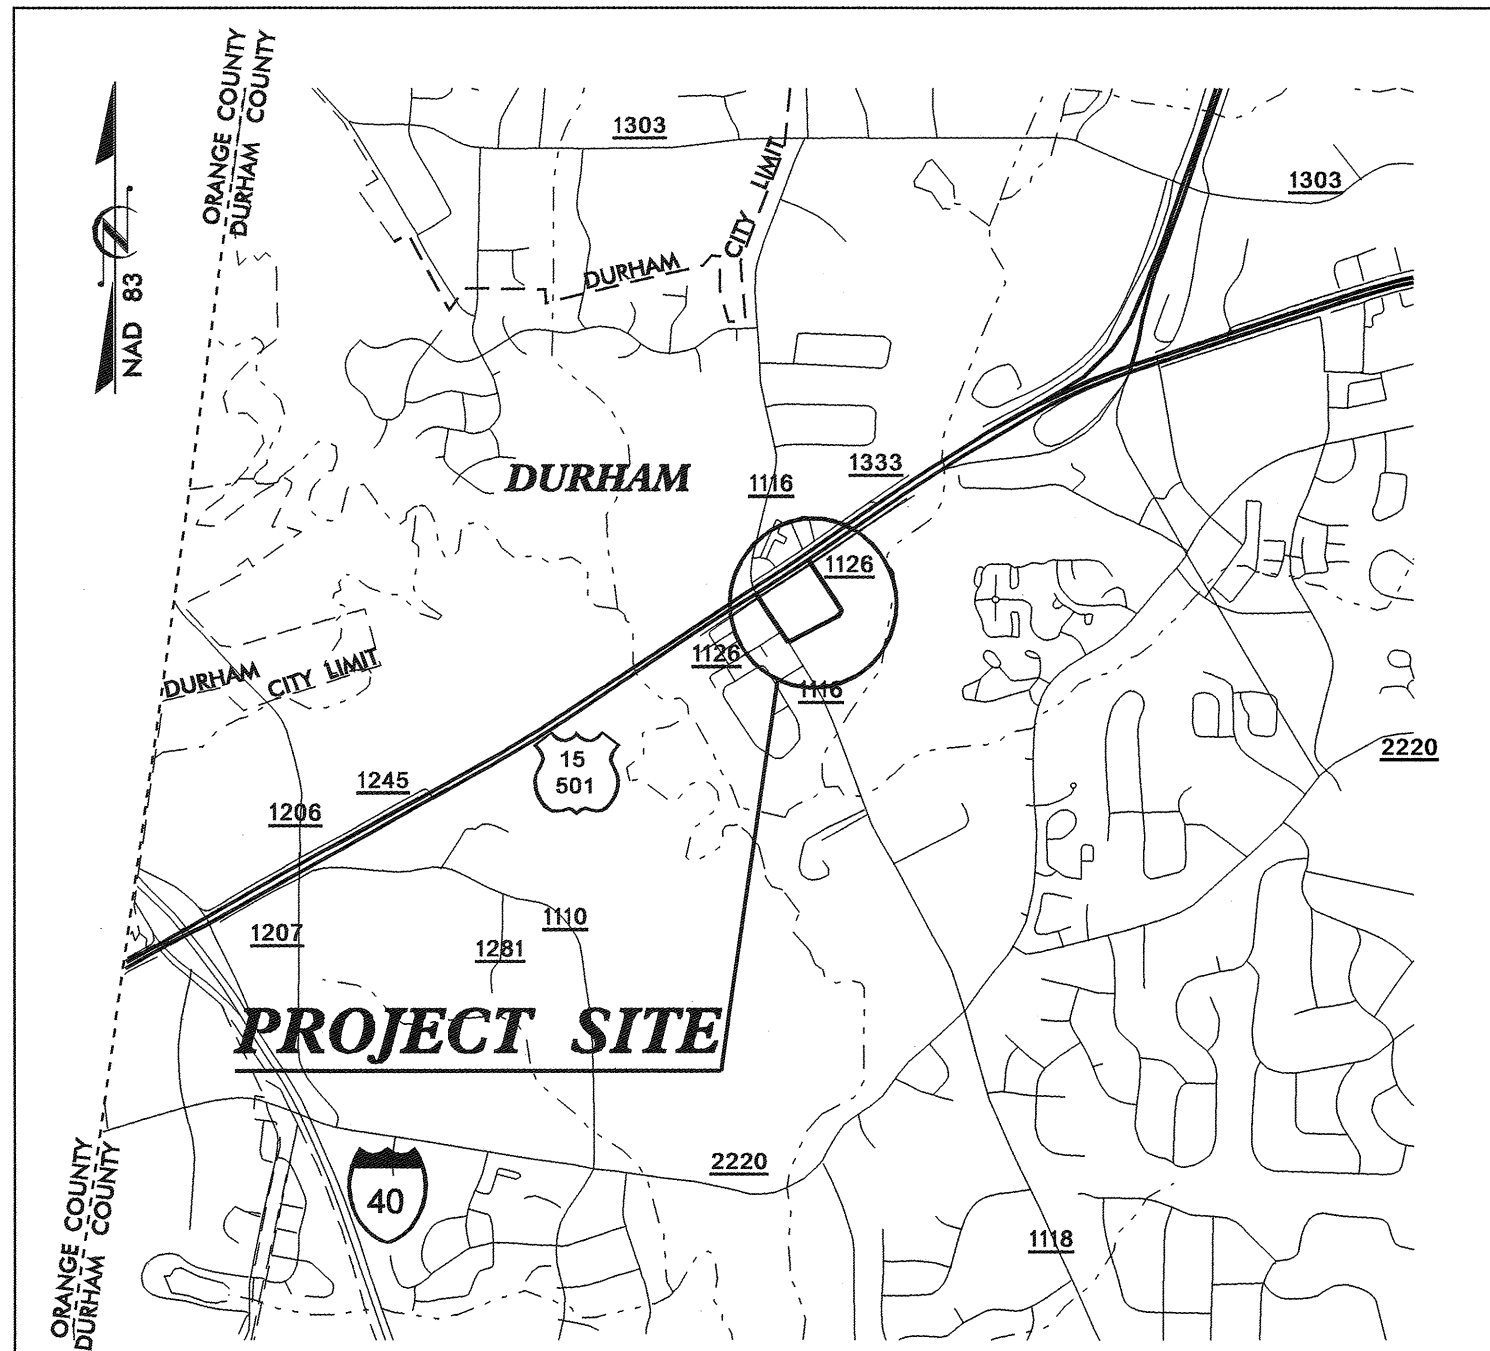 ORANGE COUNTY
DURHAM COUNTY
1303
1303
NAD 83
DURHAM CITY LIMIT
DURHAM
1116
1333
1126
1126
1116
DURHAM CITY LIMIT
2220
15
501
1245
1206
1207
1281
1110
PROJECT SITE
2220
40
1118
ORANGE COUNTY
DURHAM COUNTY